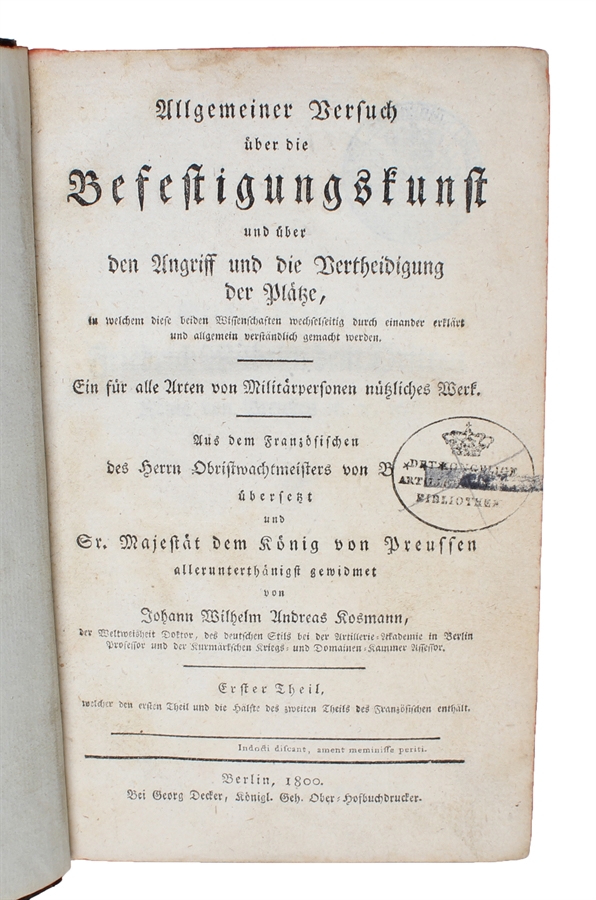 Allgemeiner Versuch
über die
Befestigungskunst
und über
den Angriff und die Vertheidigung
der Plätze,
in welchem diese beiden Wissenschaften wechselseitig durch einander erklärt
und allgemein verständlich gemacht werden.
Ein für alle Arten von Militärpersonen nützliches Werk.
Aus dem Französischen
des Herrn Obristwachtmeisters von
übersetzt
und
Sr. Majestät dem König von Preussen
allerunterthänigst gewidmet
von
Johann Wilhelm Andreas Kosmann,
der Weltweisheit Doktor, des deutschen Stils bei der Artillerie-Akademie in Berlin
Professor und der Kurmärkschen Kriegs- und Domainen-Kammer Assessor.
Erster Theil,
welcher den ersten Theil und die Hälfte des zweiten Theils des Französischen enthält.
Indocti discant, ament meminisse periti.
Berlin, 1800.
Bei Georg Decker, Königl. Geh. Ober-Hofbuchdrucker.
BIBLIOTHEK